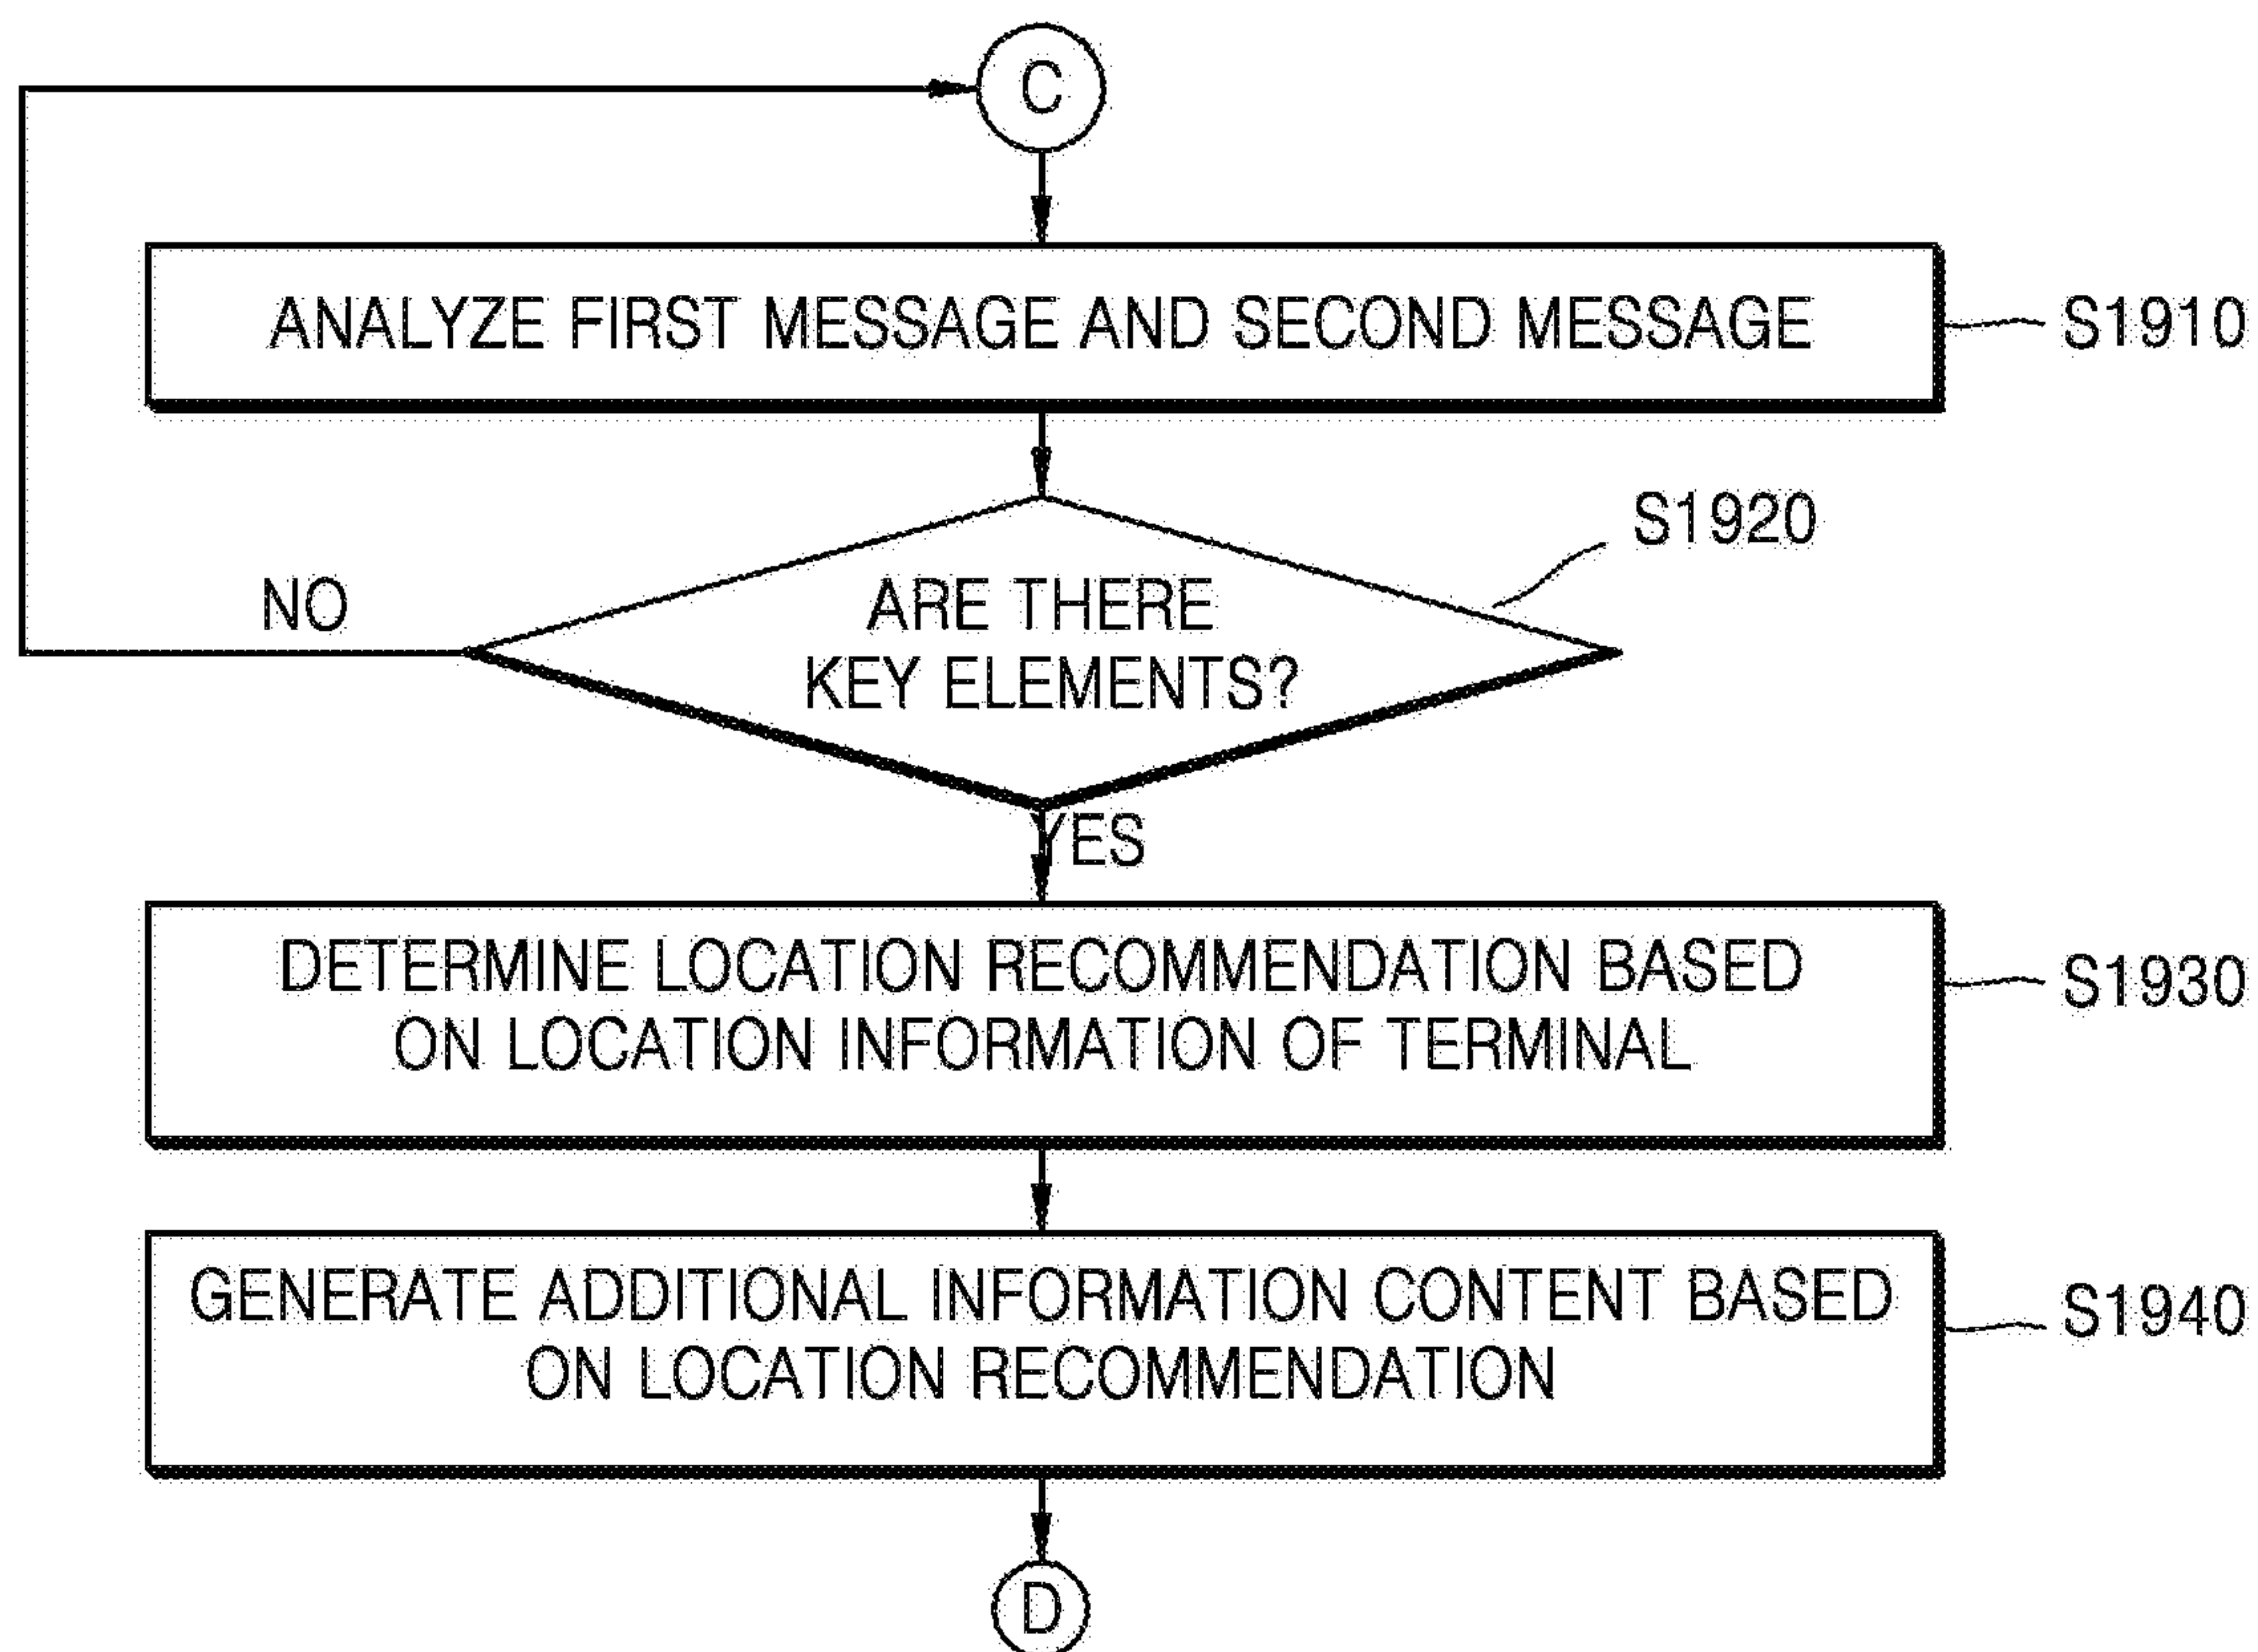 C
ANALYZE FIRST MESSAGE AND SECOND MESSAGE
S1910
S1920
NO
ARE THERE
KEY ELEMENTS?
YES
DETERMINE LOCATION RECOMMENDATION BASED
ON LOCATION INFORMATION OF TERMINAL
S1930
GENERATE ADDITIONAL INFORMATION CONTENT BASED
ON LOCATION RECOMMENDATION
S1940
D